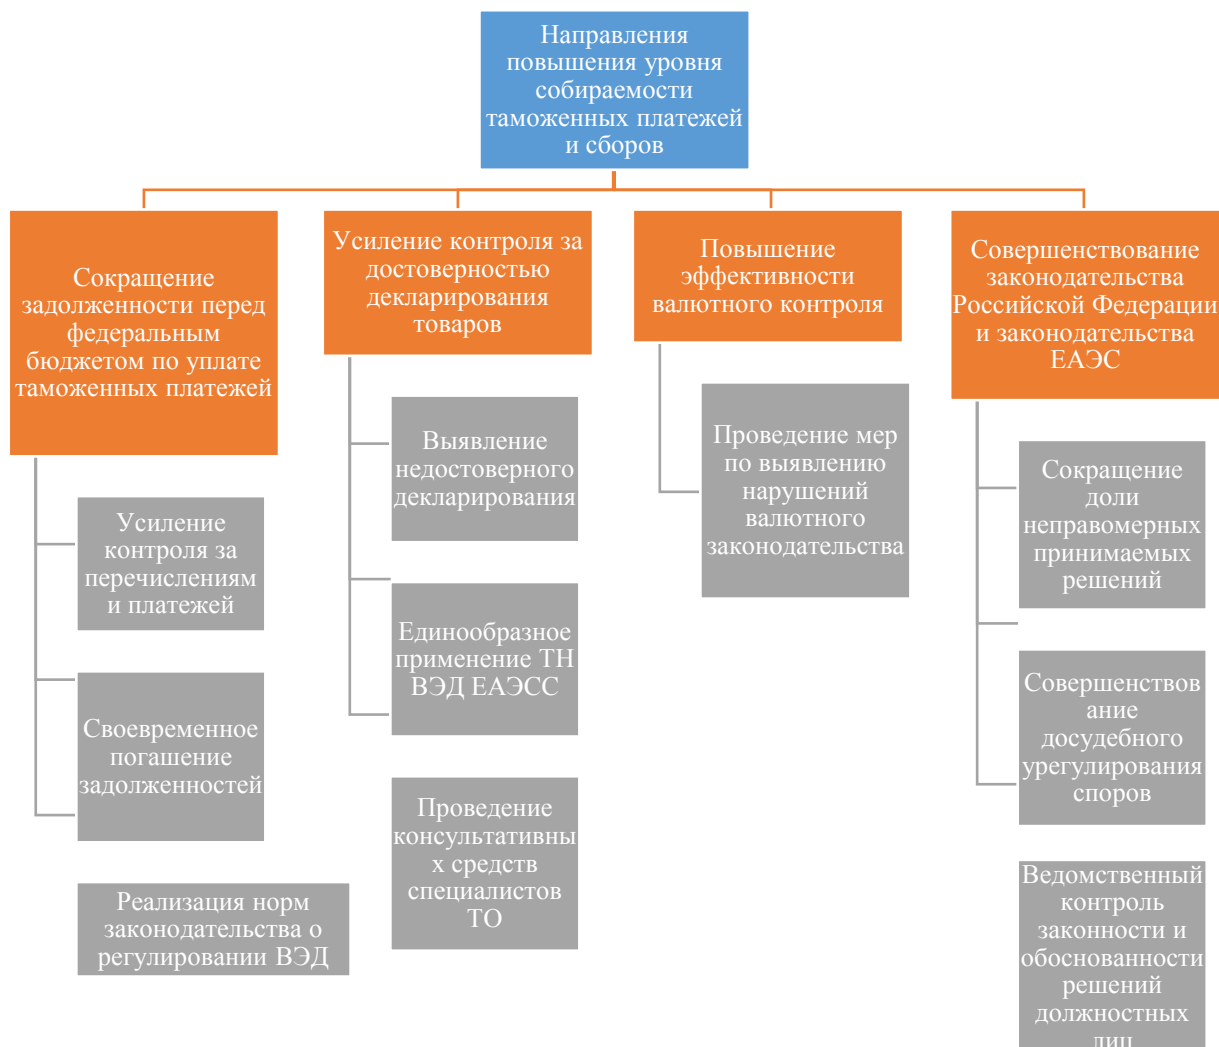 Направления
повышения уровня
собираемости
таможенных платежей
и сборов
Сокращение
задолженности перед
федеральным
бюджетом по уплате
таможенных платежей
Усиление
контроля за
перечислениям
и платежей
Своевременное
погашение
задолженностей
Реализация норм
законодательства о
регулировании ВЭД
Усиление контроля за
достоверностью
декларирования
товаров
Выявление
недостоверного
декларирования
Единообразное
применение ТН
ВЭД ЕАЭСС
Проведение
консультативны
х средств
специалистов
ТО
Повышение
эффективности
валютного контроля
Проведение мер
по выявлению
нарушений
валютного
законодательства
Совершенствование
законодательства
Российской Федерации
и законодательства
ЕАЭС
Сокращение
доли
неправомерных
принимаемых
решений
Совершенствов
ание
досудебного
урегулирования
споров
Ведомственный
контроль
законности и
обоснованности
решений
должностных
лиц